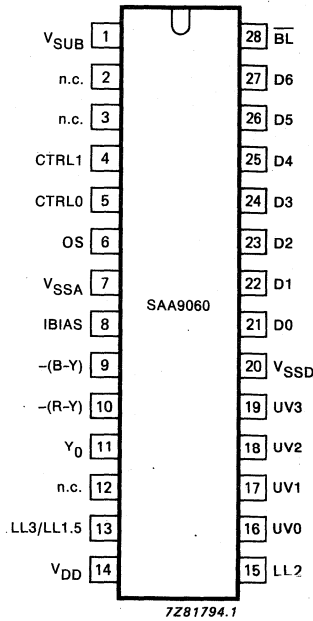 V_SUB 1 28 B̅L̅
n.c. 2 27 D6
n.c. 3 26 D5
CTRL1 4 25 D4
CTRL0 5 24 D3
OS 6 23 D2
V_SSA 7 22 D1
SAA9060
IBIAS 8 21 D0
-(B-Y) 9 20 V_SSD
-(R-Y) 10 19 UV3
Y_0 11 18 UV2
n.c. 12 17 UV1
LL3/LL1.5 13 16 UV0
V_DD 14 15 LL2
7Z81794.1